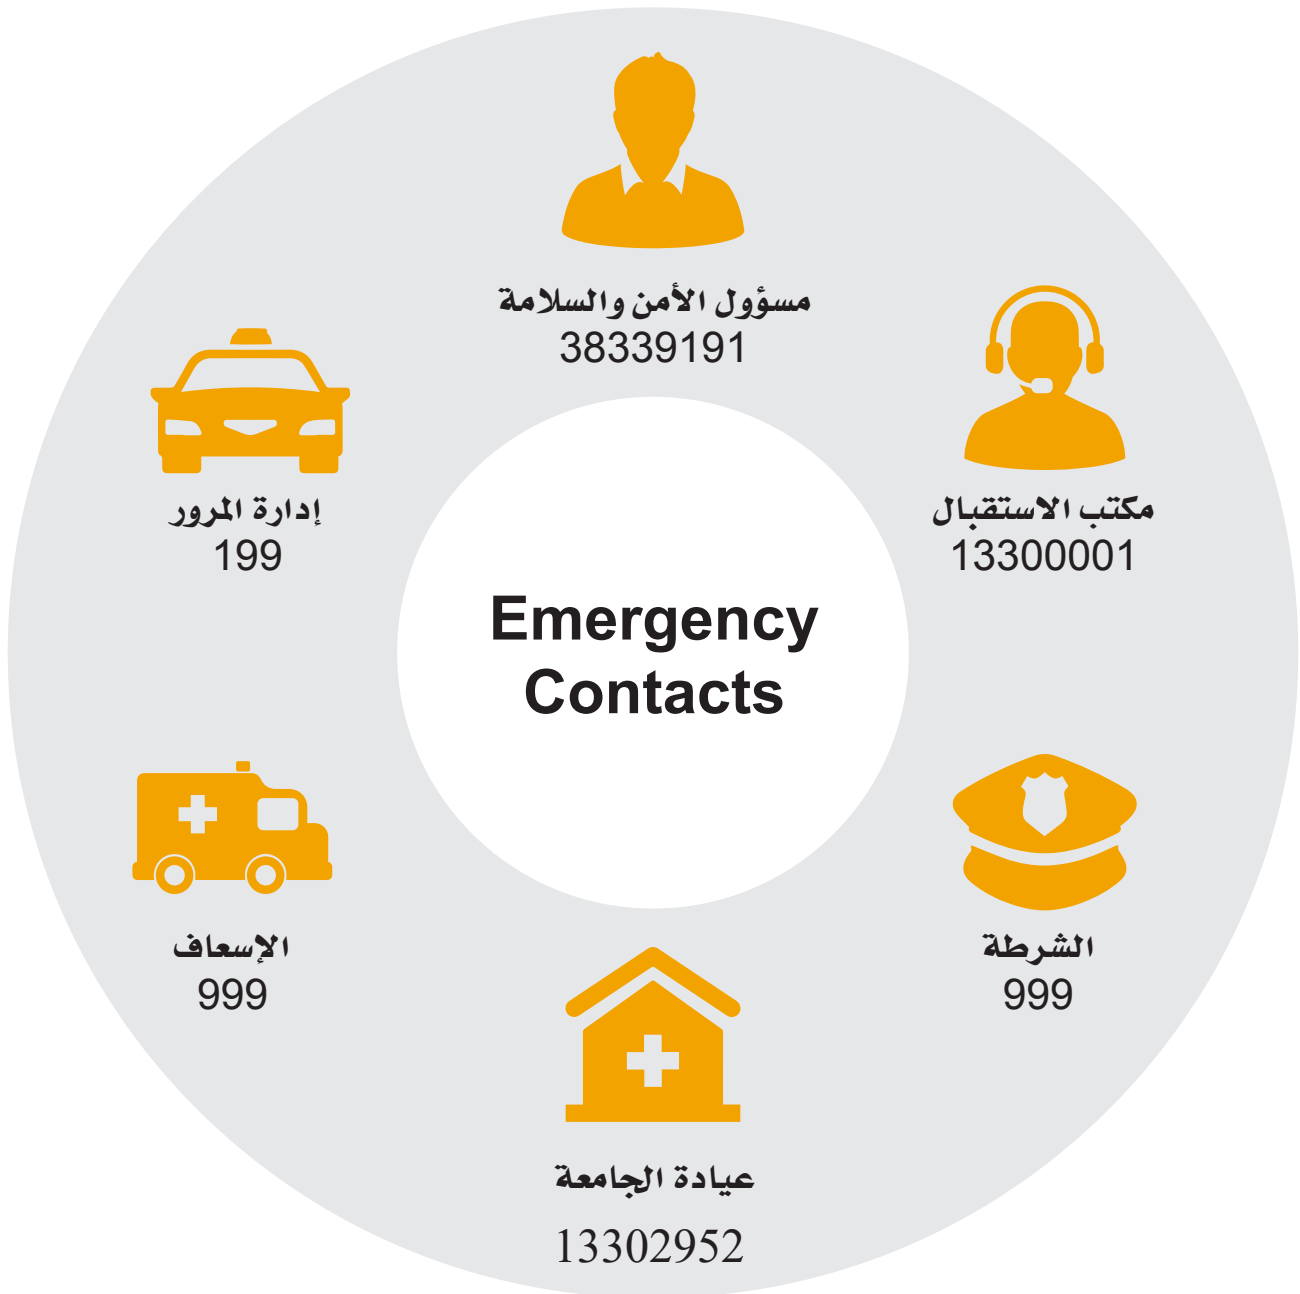 مسؤول الأمن والسلامة
38339191
مكتب الاستقبال
13300001
إدارة المرور
199
Emergency
Contacts
الشرطة
999
الإسعاف
999
عيادة الجامعة
13302952